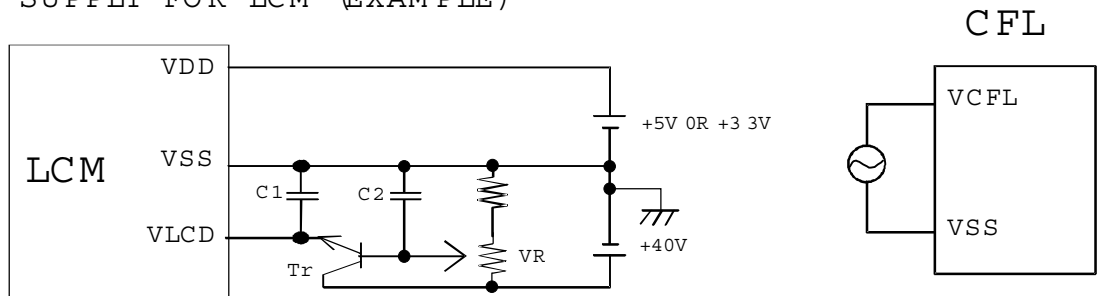 SUPPLY FOR LCM (EXAMPLE)
CFL
VDD
VCFL
+5V 0R +3 3V
LCM
VSS
C1
C2
VLCD
VSS
+40V
Tr
VR